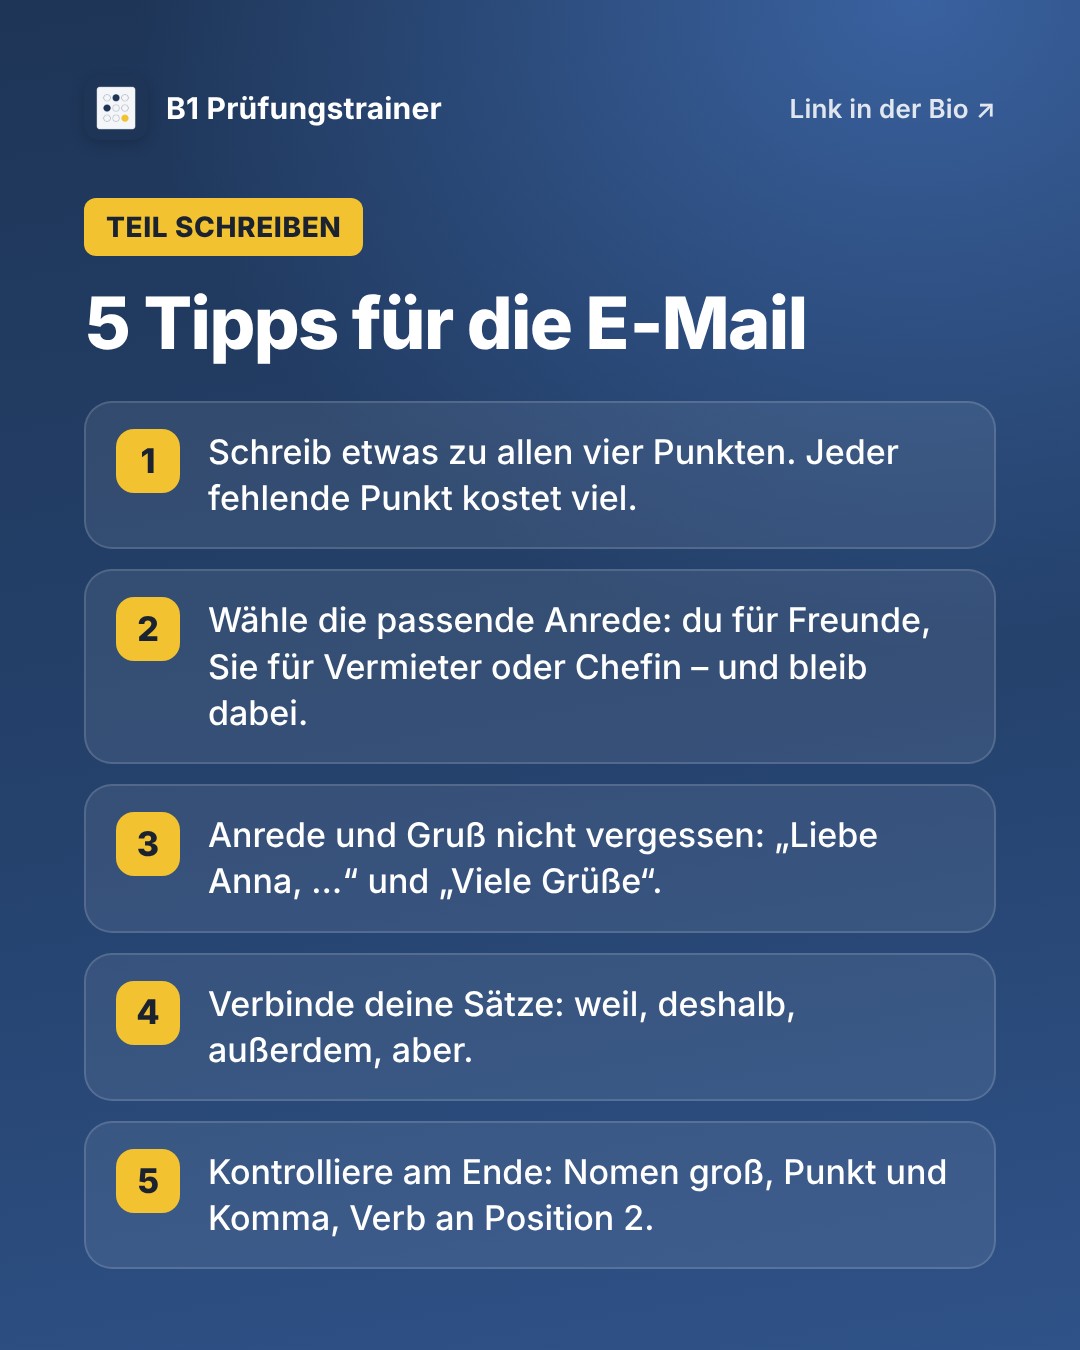 B1 Prüfungstrainer
Link in der Bio ↗
TEIL SCHREIBEN
5 Tipps für die E-Mail
1
Schreib etwas zu allen vier Punkten. Jeder
fehlende Punkt kostet viel.
2
Wähle die passende Anrede: du für Freunde,
Sie für Vermieter oder Chefin – und bleib
dabei.
3
Anrede und Gruß nicht vergessen: „Liebe
Anna, ...“ und „Viele Grüße“.
4
Verbinde deine Sätze: weil, deshalb,
außerdem, aber.
5
Kontrolliere am Ende: Nomen groß, Punkt und
Komma, Verb an Position 2.